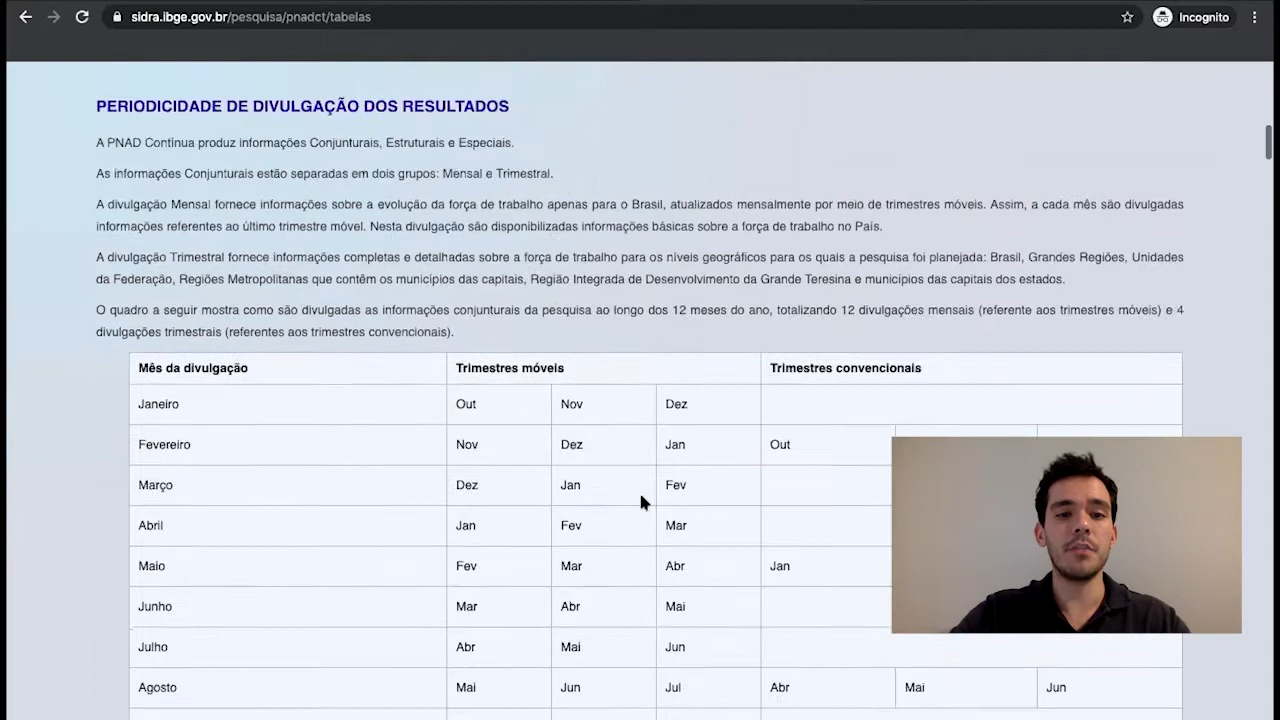 sidra.ibge.gov.br/pesquisa/pnadct/tabelas
Incognito
PERIODICIDADE DE DIVULGAÇÃO DOS RESULTADOS
A PNAD Contínua produz informações Conjunturais, Estruturais e Especiais.
As informações Conjunturais estão separadas em dois grupos: Mensal e Trimestral.
A divulgação Mensal fornece informações sobre a evolução da força de trabalho apenas para o Brasil, atualizados mensalmente por meio de trimestres móveis. Assim, a cada mês são divulgadas
informações referentes ao último trimestre móvel. Nesta divulgação são disponibilizadas informações básicas sobre a força de trabalho no País.
A divulgação Trimestral fornece informações completas e detalhadas sobre a força de trabalho para os níveis geográficos para os quais a pesquisa foi planejada: Brasil, Grandes Regiões, Unidades
da Federação, Regiões Metropolitanas que contêm os municípios das capitais, Região Integrada de Desenvolvimento da Grande Teresina e municípios das capitais dos estados.
O quadro a seguir mostra como são divulgadas as informações conjunturais da pesquisa ao longo dos 12 meses do ano, totalizando 12 divulgações mensais (referente aos trimestres móveis) e 4
divulgações trimestrais (referentes aos trimestres convencionais).
Mês da divulgação Trimestres móveis Trimestres convencionais
Janeiro Out Nov Dez
Fevereiro Nov Dez Jan Out
Março Dez Jan Fev
Abril Jan Fev Mar
Maio Fev Mar Abr Jan
Junho Mar Abr Mai
Julho Abr Mai Jun
Agosto Mai Jun Jul Abr Mai Jun